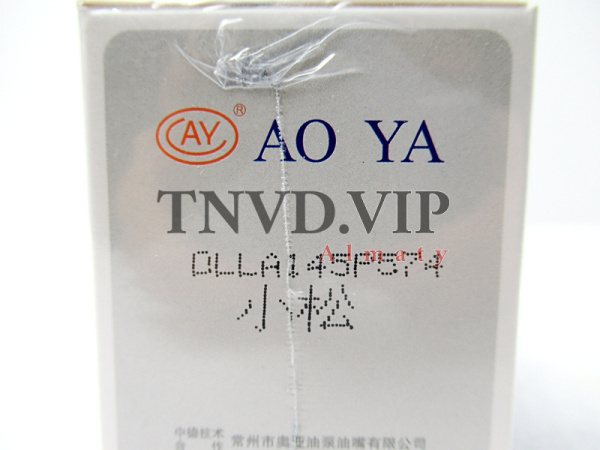 CAY® AO YA
TNVD.VIP
Almaty
DLLA145P574
小松
中德技术
合作 常州市奥亚油泵油嘴有限公司